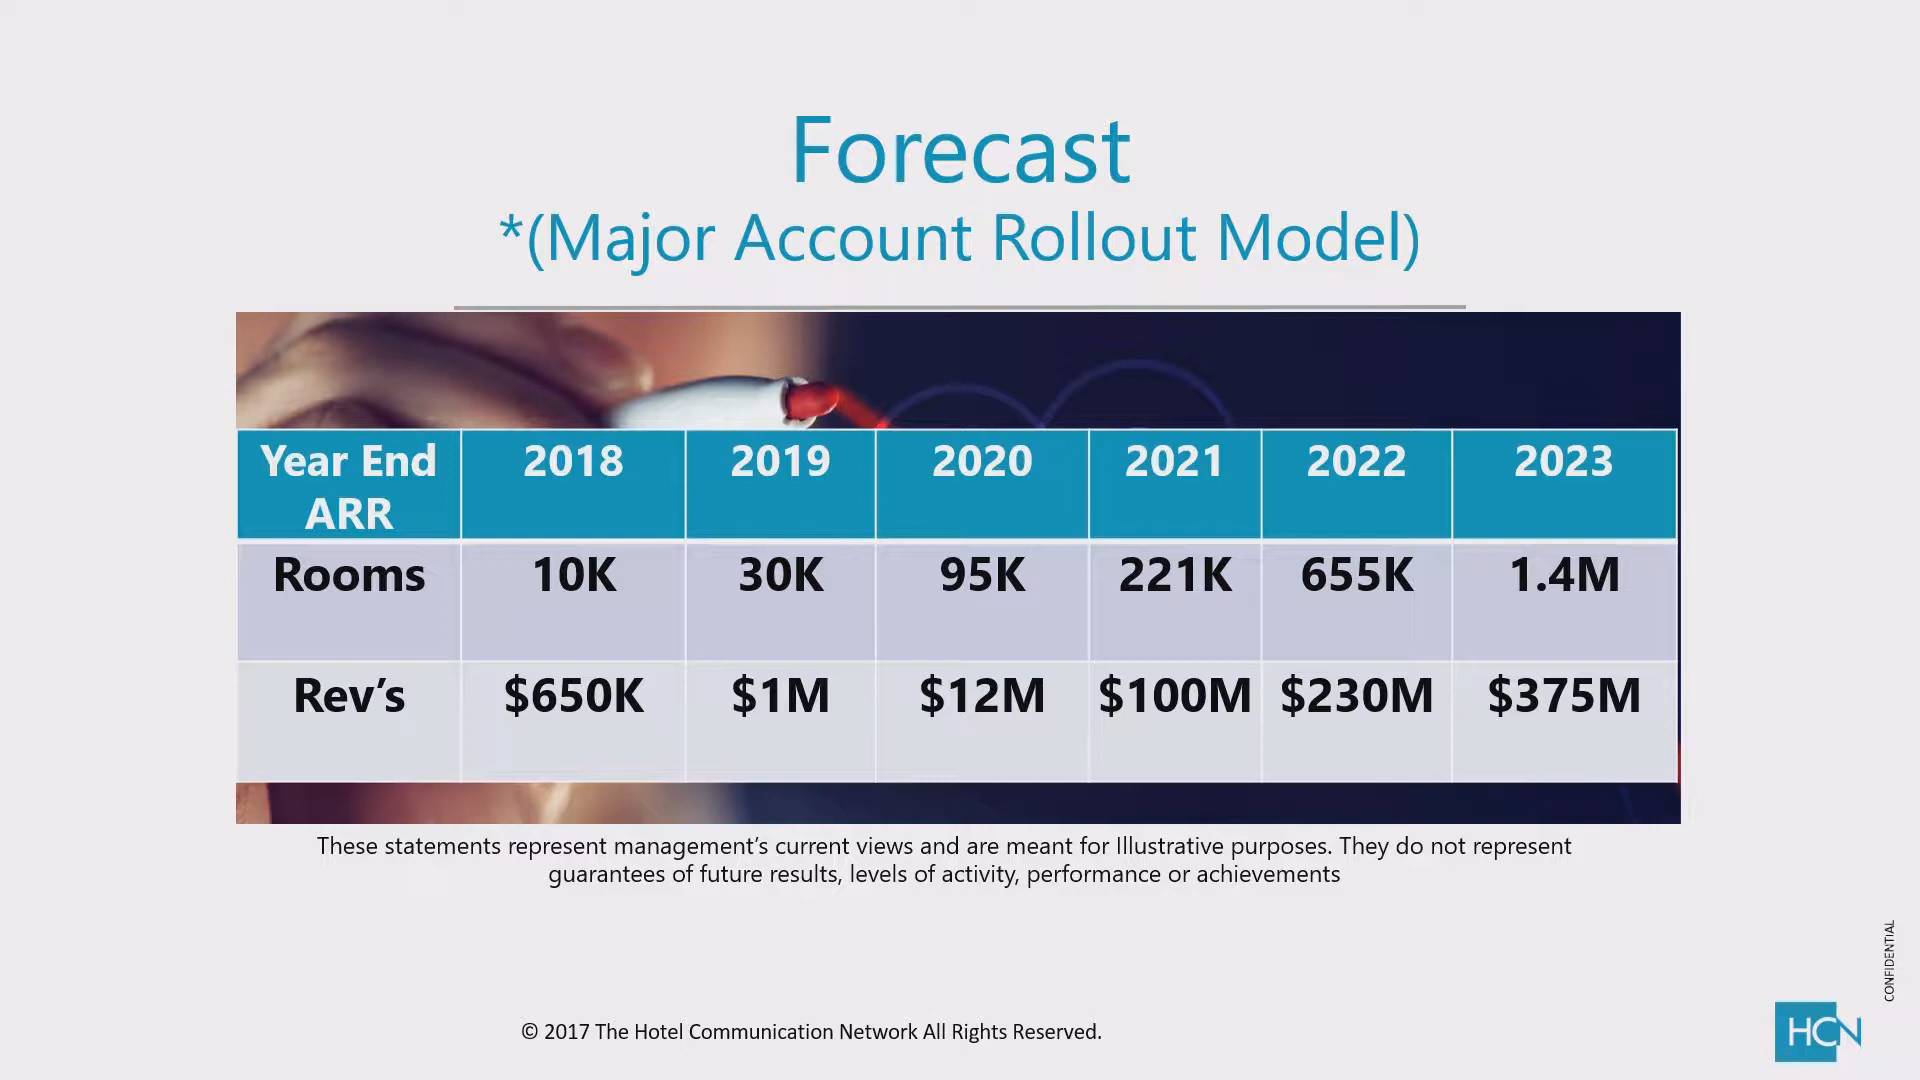 Forecast
*(Major Account Rollout Model)
Year End ARR 2018 2019 2020 2021 2022 2023
Rooms 10K 30K 95K 221K 655K 1.4M
Rev’s $650K $1M $12M $100M $230M $375M
These statements represent management’s current views and are meant for Illustrative purposes. They do not represent
guarantees of future results, levels of activity, performance or achievements
CONFIDENTIAL
© 2017 The Hotel Communication Network All Rights Reserved.
HCN